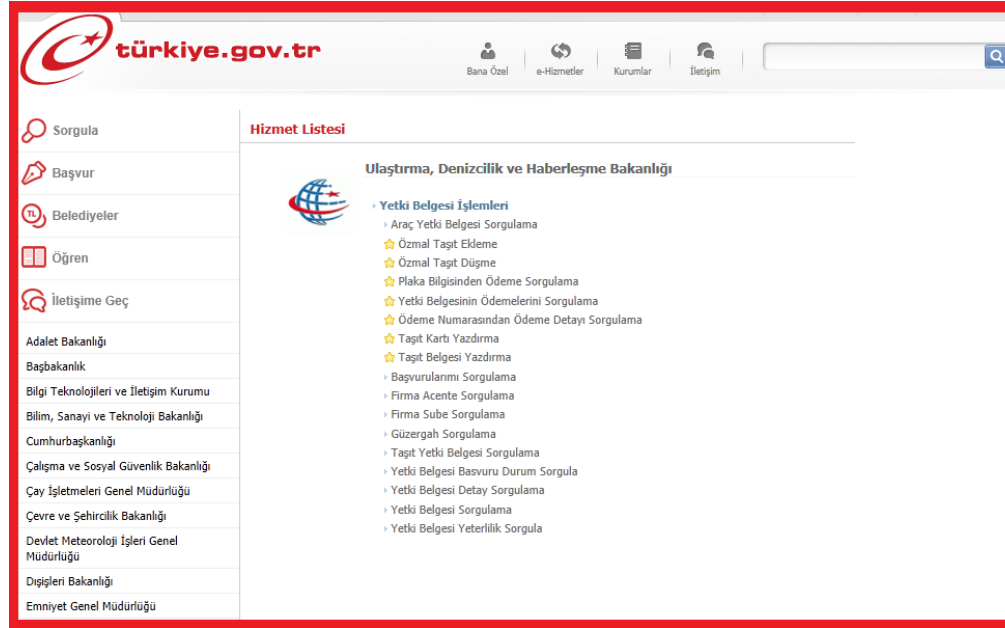 türkiye.gov.tr
Bana Özel
e-Hizmetler
Kurumlar
İletişim
Sorgula
Başvur
TL
Belediyeler
Öğren
İletişime Geç
Adalet Bakanlığı
Başbakanlık
Bilgi Teknolojileri ve İletişim Kurumu
Bilim, Sanayi ve Teknoloji Bakanlığı
Cumhurbaşkanlığı
Çalışma ve Sosyal Güvenlik Bakanlığı
Çay İşletmeleri Genel Müdürlüğü
Çevre ve Şehircilik Bakanlığı
Devlet Meteoroloji İşleri Genel
Müdürlüğü
Dışişleri Bakanlığı
Emniyet Genel Müdürlüğü
Hizmet Listesi
Ulaştırma, Denizcilik ve Haberleşme Bakanlığı
Yetki Belgesi İşlemleri
Araç Yetki Belgesi Sorgulama
Özmal Taşıt Ekleme
Özmal Taşıt Düşme
Plaka Bilgisinden Ödeme Sorgulama
Yetki Belgesinin Ödemelerini Sorgulama
Ödeme Numarasından Ödeme Detayı Sorgulama
Taşıt Kartı Yazdırma
Taşıt Belgesi Yazdırma
Başvurularımı Sorgulama
Firma Acente Sorgulama
Firma Sube Sorgulama
Güzergah Sorgulama
Taşıt Yetki Belgesi Sorgulama
Yetki Belgesi Basvuru Durum Sorgula
Yetki Belgesi Detay Sorgulama
Yetki Belgesi Sorgulama
Yetki Belgesi Yeterlilik Sorgula